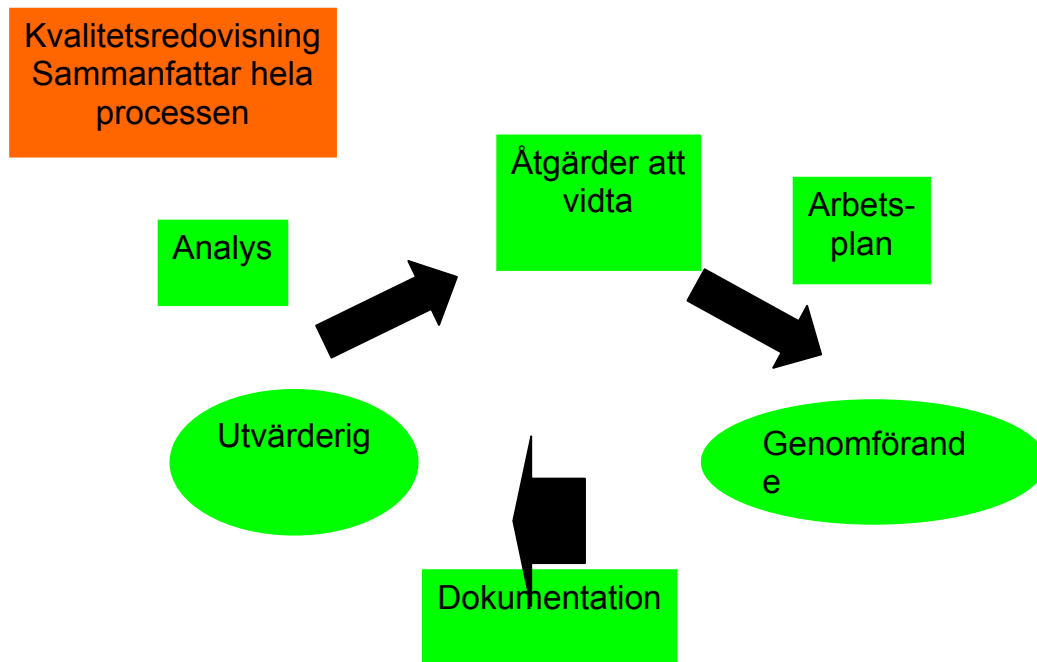 Kvalitetsredovisning
Sammanfattar hela
processen
Åtgärder att
vidta
Arbets-
plan
Analys
Utvärderig
Genomförand
e
Dokumentation